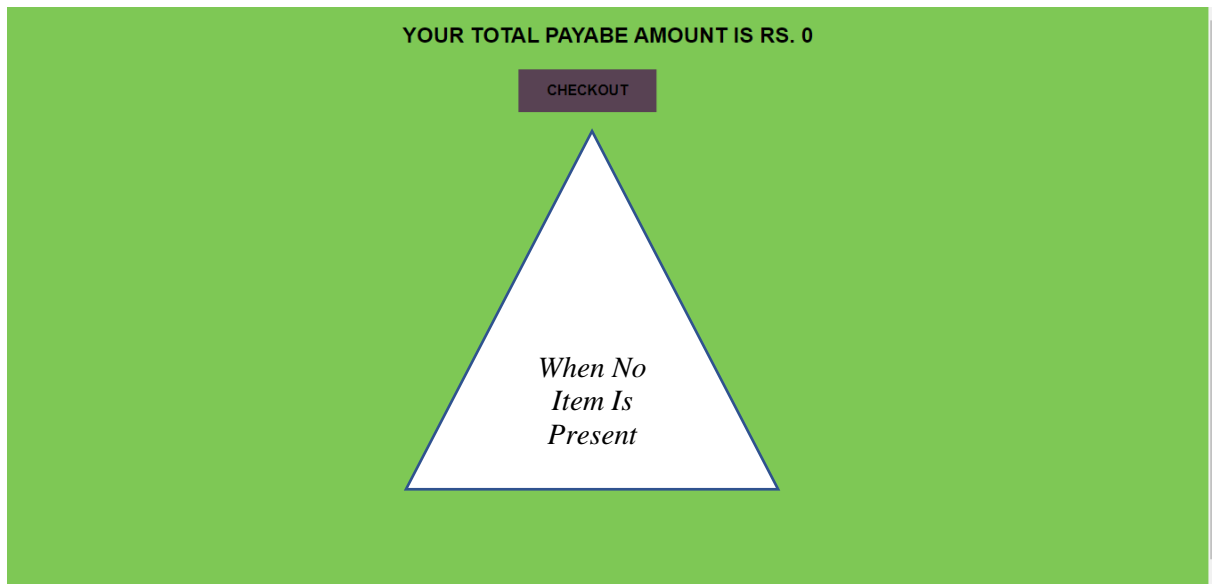 YOUR TOTAL PAYABE AMOUNT IS RS. 0
CHECKOUT
When No
Item Is
Present